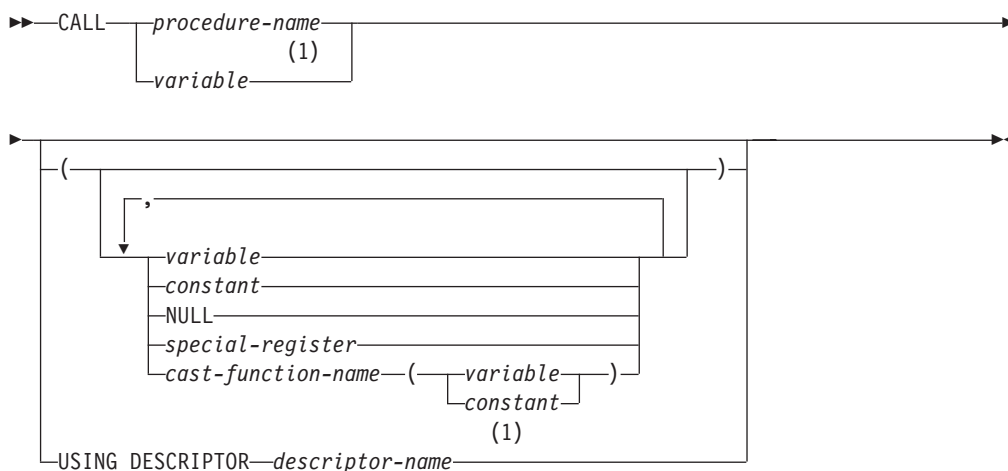 CALL procedure-name
(1)
variable
( )
,
variable
constant
NULL
special-register
cast-function-name ( variable )
constant
(1)
USING DESCRIPTOR descriptor-name